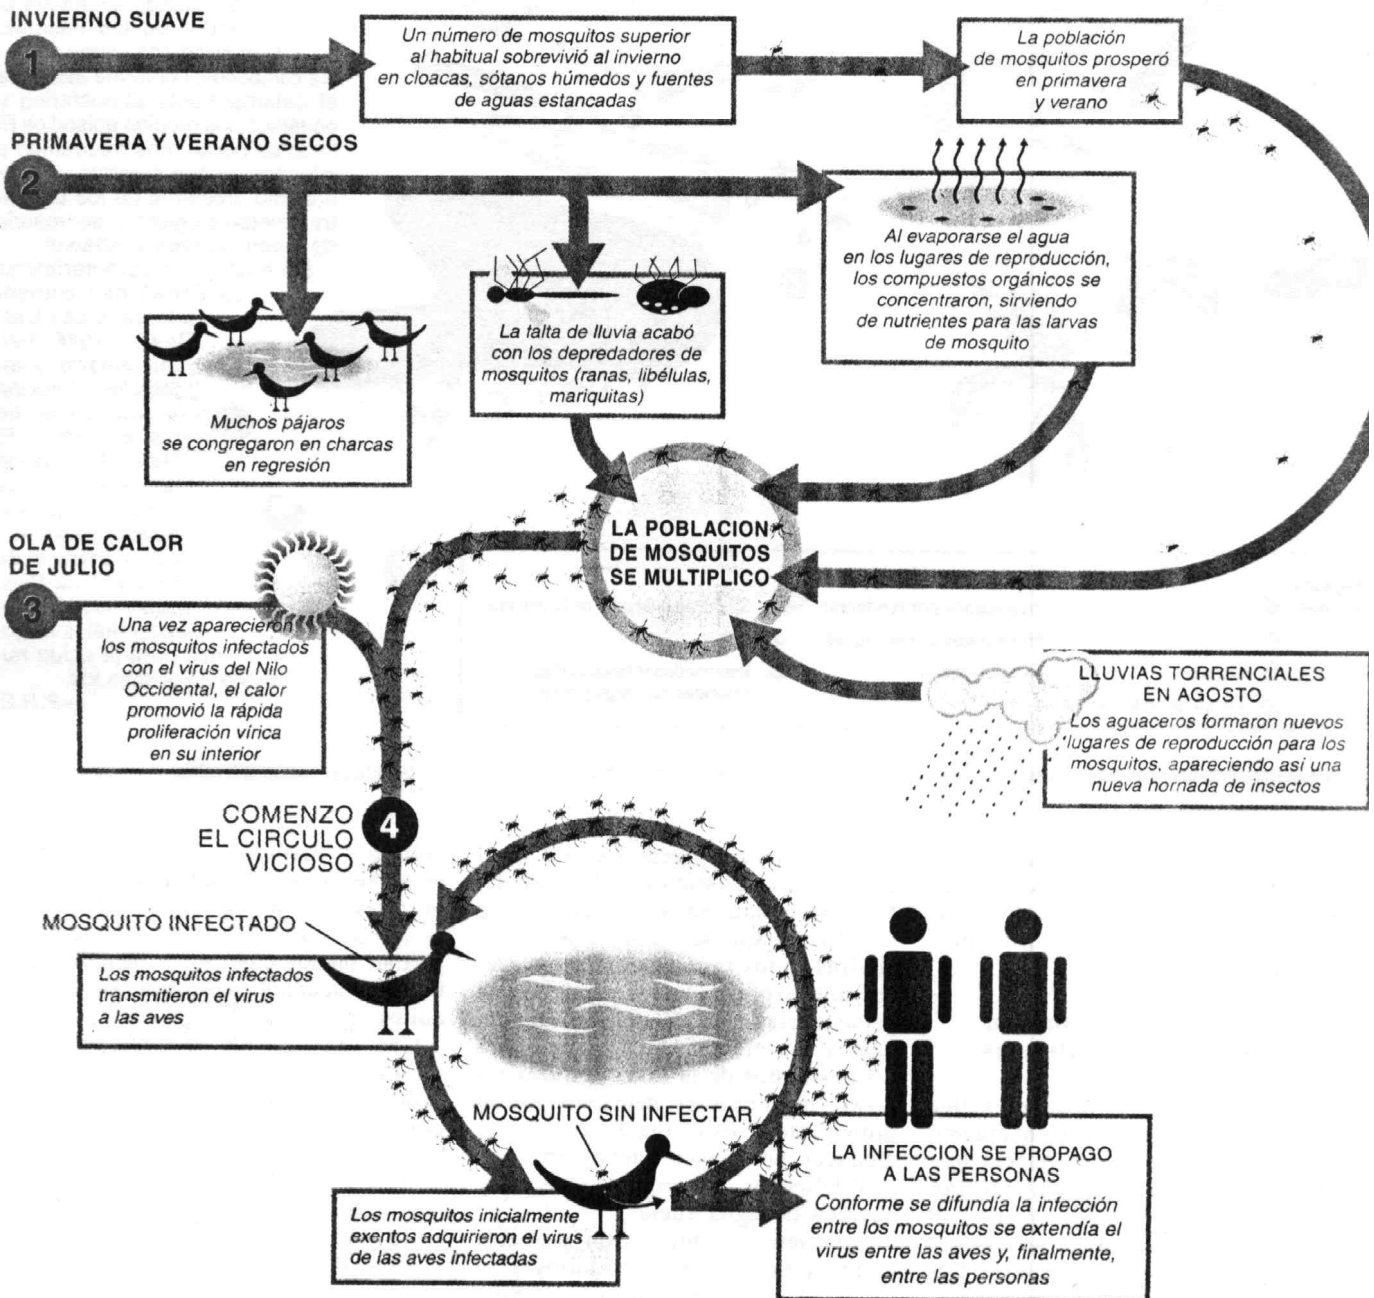 INVIERNO SUAVE
1
Un número de mosquitos superior
al habitual sobrevivió al invierno
en cloacas, sótanos húmedos y fuentes
de aguas estancadas
La población
de mosquitos prosperó
en primavera
y verano
PRIMAVERA Y VERANO SECOS
2
Muchos pájaros
se congregaron en charcas
en regresión
La talta de lluvia acabó
con los depredadores de
mosquitos (ranas, libélulas,
mariquitas)
Al evaporarse el agua
en los lugares de reproducción,
los compuestos orgánicos se
concentraron, sirviendo
de nutrientes para las larvas
de mosquito
LA POBLACION
DE MOSQUITOS
SE MULTIPLICO
OLA DE CALOR
DE JULIO
3
Una vez aparecieron
los mosquitos infectados
con el virus del Nilo
Occidental, el calor
promovió la rápida
proliferación vírica
en su interior
LLUVIAS TORRENCIALES
EN AGOSTO
Los aguaceros formaron nuevos
lugares de reproducción para los
mosquitos, apareciendo así una
nueva hornada de insectos
COMENZO
EL CIRCULO
VICIOSO
4
MOSQUITO INFECTADO
Los mosquitos infectados
transmitieron el virus
a las aves
MOSQUITO SIN INFECTAR
Los mosquitos inicialmente
exentos adquirieron el virus
de las aves infectadas
LA INFECCION SE PROPAGO
A LAS PERSONAS
Conforme se difundía la infección
entre los mosquitos se extendía el
virus entre las aves y, finalmente,
entre las personas